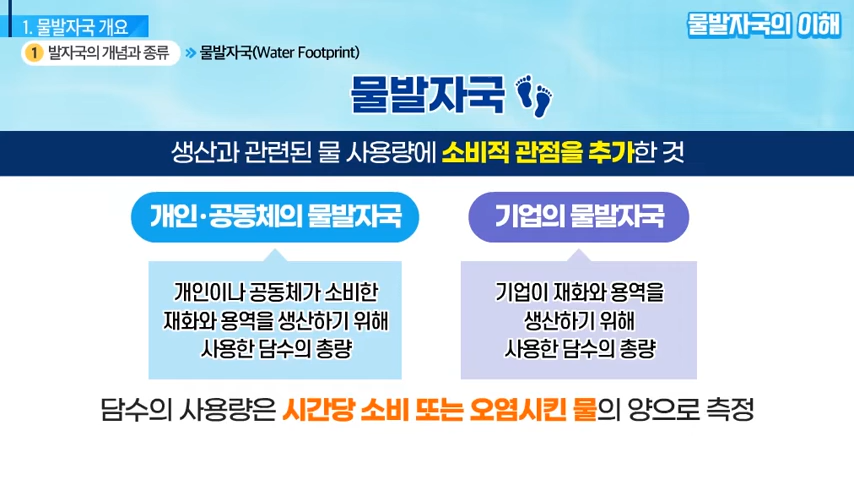 1. 물발자국 개요
물발자국의 이해
1 발자국의 개념과 종류 » 물발자국(Water Footprint)
물발자국
생산과 관련된 물 사용량에 소비적 관점을 추가한 것
개인·공동체의 물발자국
개인이나 공동체가 소비한
재화와 용역을 생산하기 위해
사용한 담수의 총량
기업의 물발자국
기업이 재화와 용역을
생산하기 위해
사용한 담수의 총량
담수의 사용량은 시간당 소비 또는 오염시킨 물의 양으로 측정